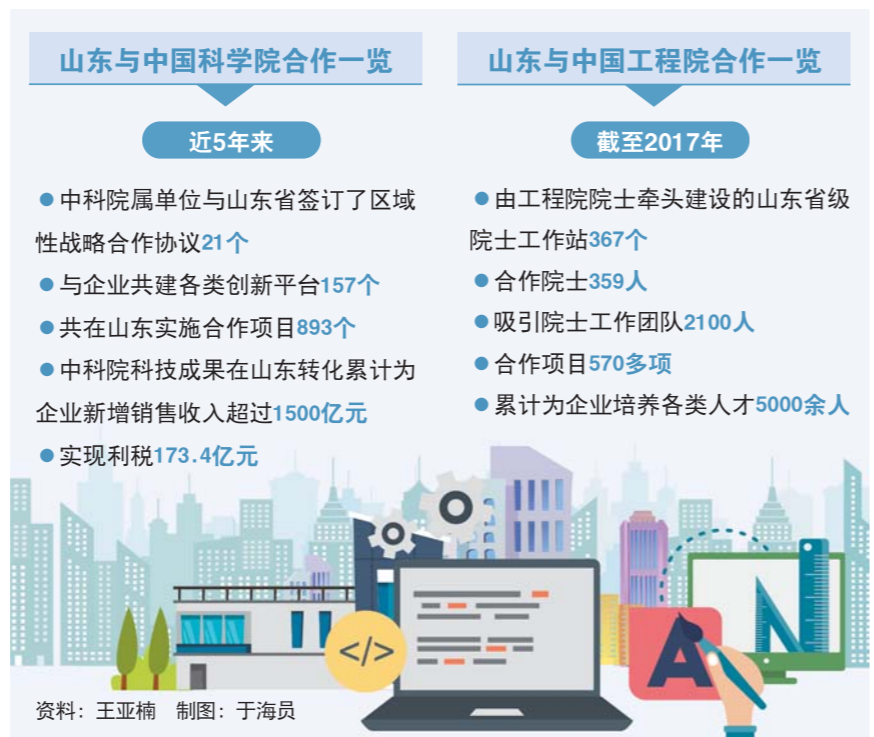 山东与中国科学院合作一览
近5年来
●中科院属单位与山东省签订了区域
性战略合作协议21个
●与企业共建各类创新平台157个
●共在山东实施合作项目893个
●中科院科技成果在山东转化累计为
企业新增销售收入超过1500亿元
●实现利税173.4亿元
山东与中国工程院合作一览
截至2017年
●由工程院院士牵头建设的山东省级
院士工作站367个
●合作院士359人
●吸引院士工作团队2100人
●合作项目570多项
●累计为企业培养各类人才5000余人
</>
A
资料：王亚楠 制图：于海员